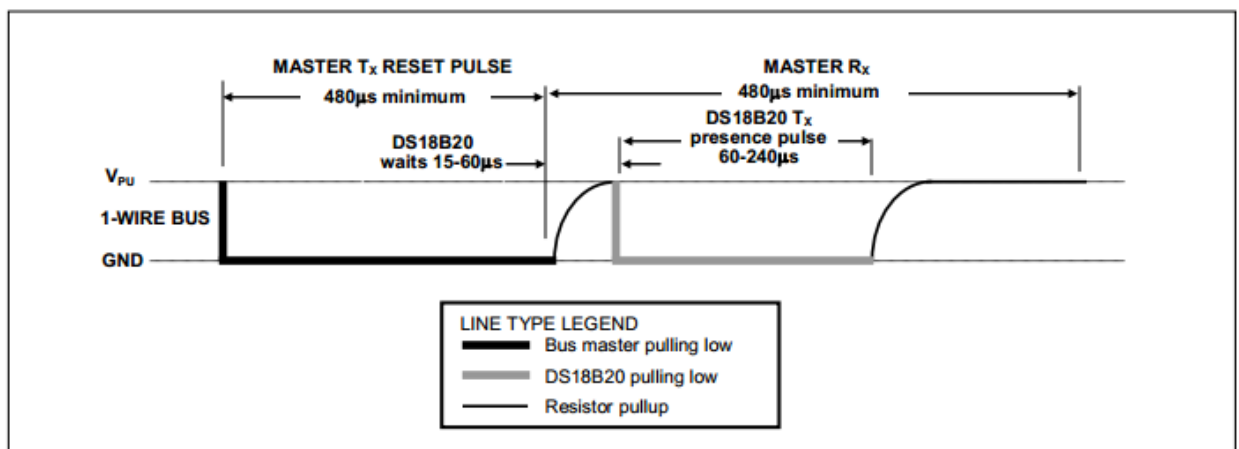 MASTER TX RESET PULSE
480μs minimum
MASTER RX
480μs minimum
DS18B20
waits 15-60μs
DS18B20 TX
presence pulse
60-240μs
VPU
1-WIRE BUS
GND
LINE TYPE LEGEND
Bus master pulling low
DS18B20 pulling low
Resistor pullup